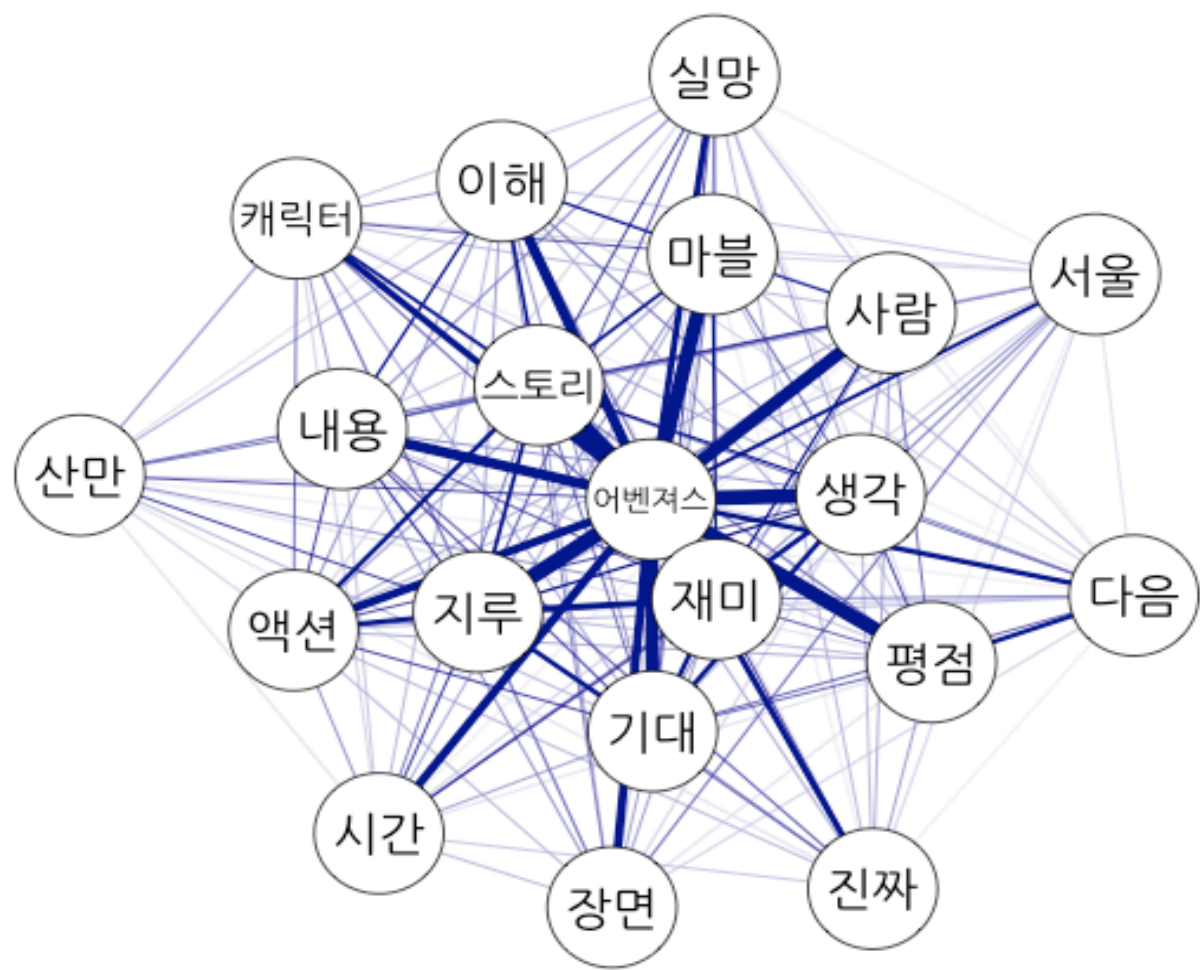 실망
이해
캐릭터
마블
서울
사람
스토리
내용
산만
어벤져스
생각
재미
다음
지루
액션
평점
기대
시간
진짜
장면